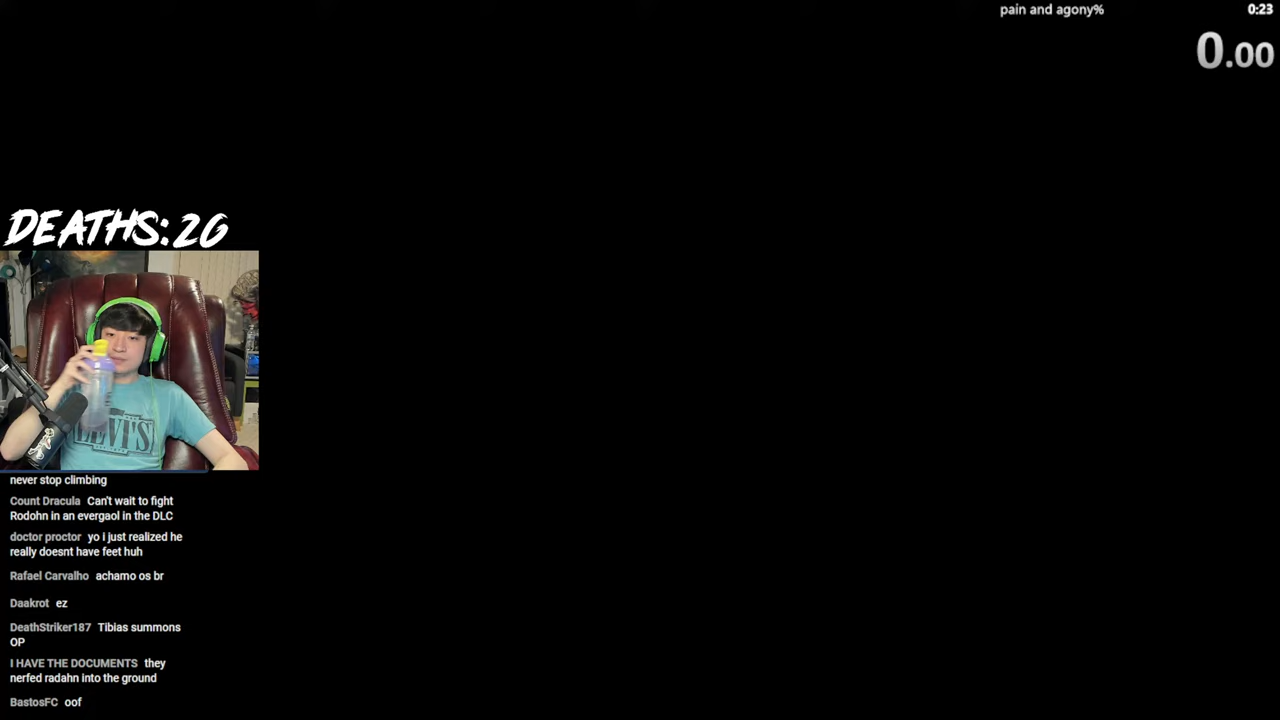 pain and agony%
0:23
0.00
DEATHS:26
LEVI'S
never stop climbing
Count Dracula Can't wait to fight
Rodohn in an evergaol in the DLC
doctor proctor yo i just realized he
really doesnt have feet huh
Rafael Carvalho achamo os br
Daakrot ez
DeathStriker187 Tibias summons
OP
I HAVE THE DOCUMENTS they
nerfed radahn into the ground
BastosFC oof